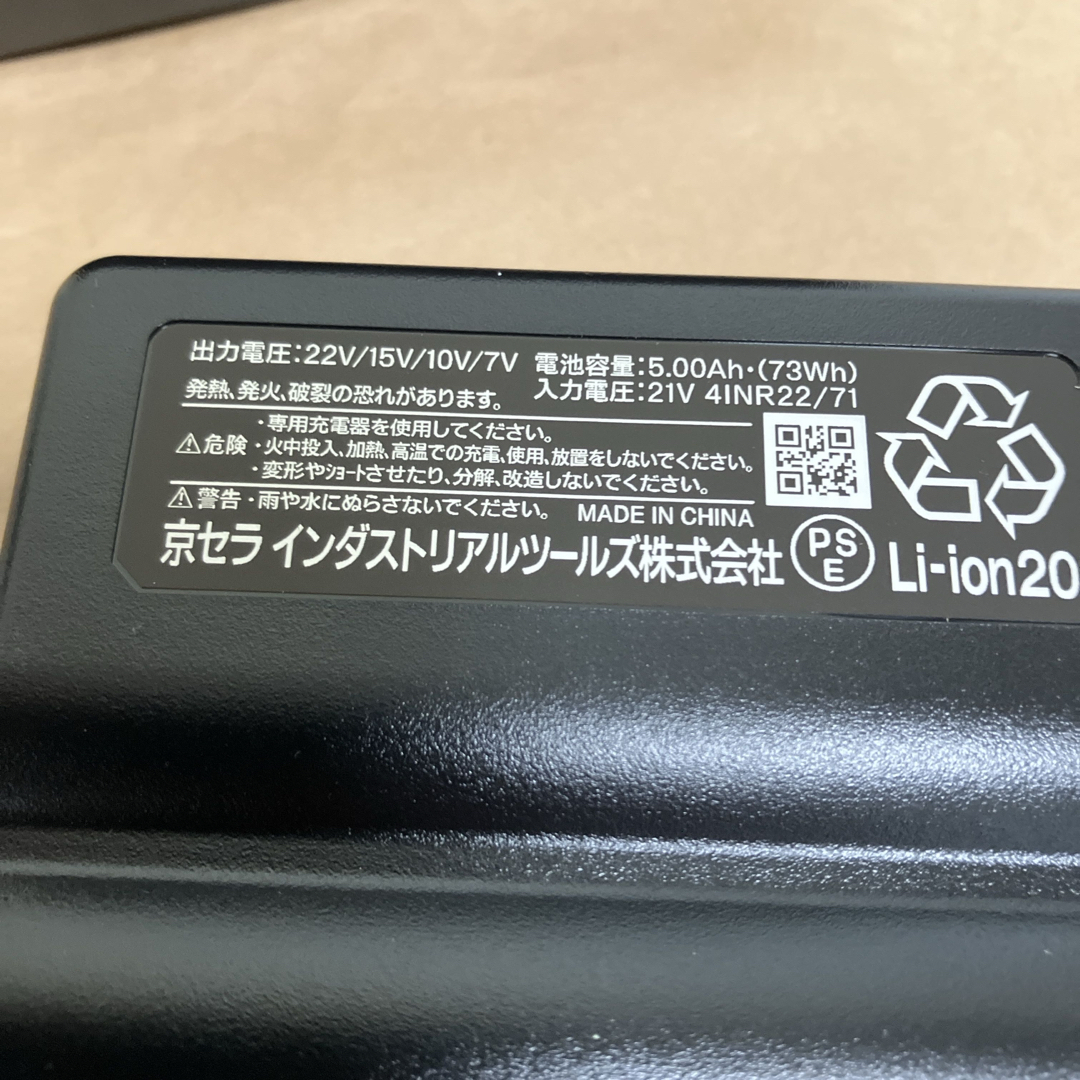 出力電圧:22V/15V/10V/7V
電池容量:5.00Ah・(73Wh)
入力電圧:21V 4INR22/71
発熱、発火、破裂の恐れがあります。
⚠危険
・専用充電器を使用してください。
・火中投入、加熱、高温での充電、使用、放置をしないでください。
・変形やショートさせたり、分解、改造しないでください。
⚠警告・雨や水にぬらさないでください。
MADE IN CHINA
京セラ インダストリアルツールズ株式会社
PS
E
Li-ion20